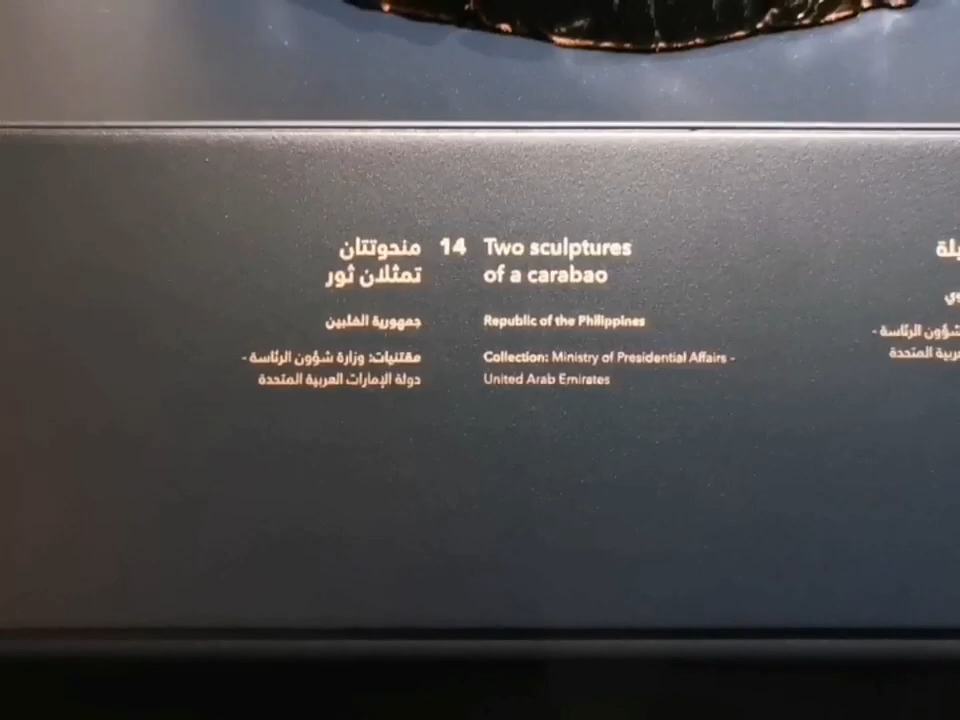 منحوتتان
تمثلان ثور
جمهورية الفلبين
مقتنيات: وزارة شؤون الرئاسة -
دولة الإمارات العربية المتحدة
14 Two sculptures
of a carabao
Republic of the Philippines
Collection: Ministry of Presidential Affairs -
United Arab Emirates
شؤون الرئاسة -
المتحدة